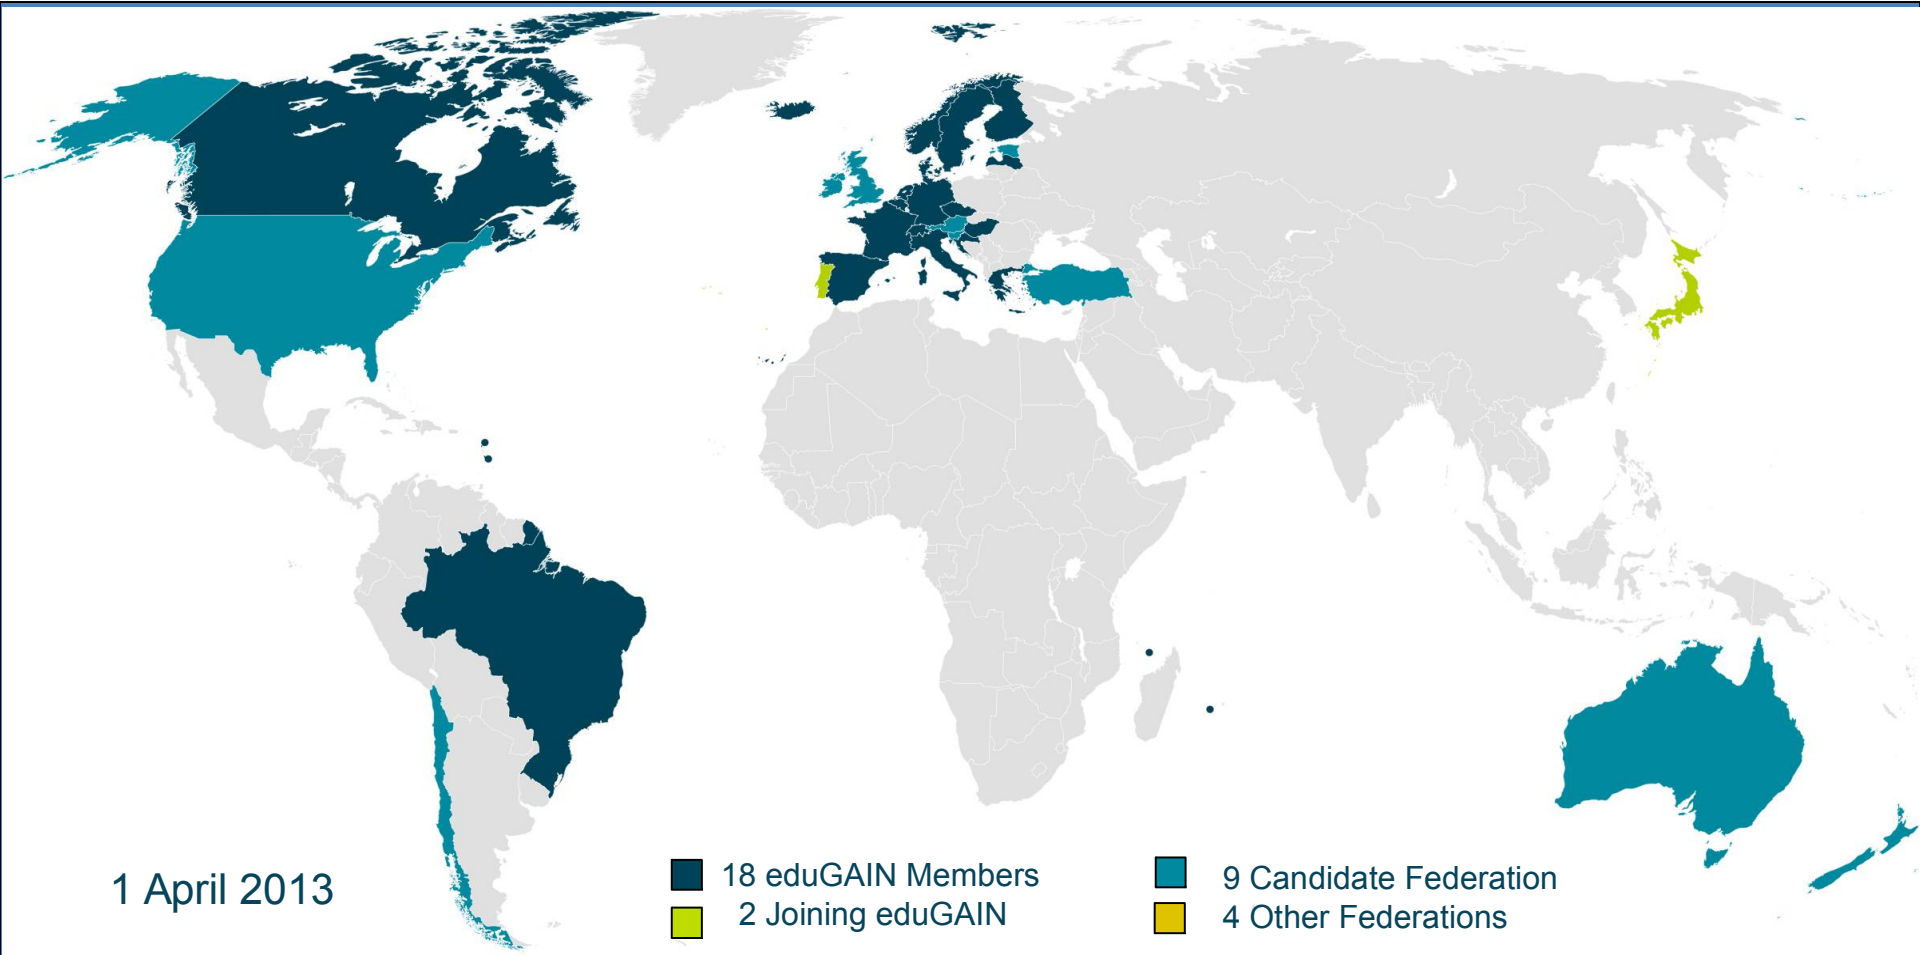 1 April 2013
18 eduGAIN Members
2 Joining eduGAIN
9 Candidate Federation
4 Other Federations